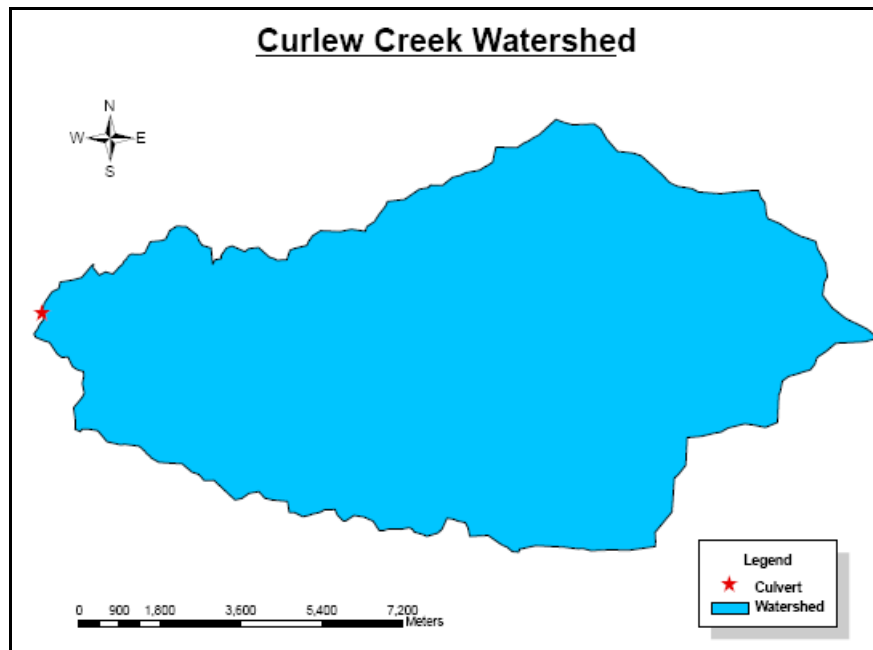 Curlew Creek Watershed
N
W E
S
Legend
Culvert
Watershed
0 900 1,800 3,600 5,400 7,200
Meters